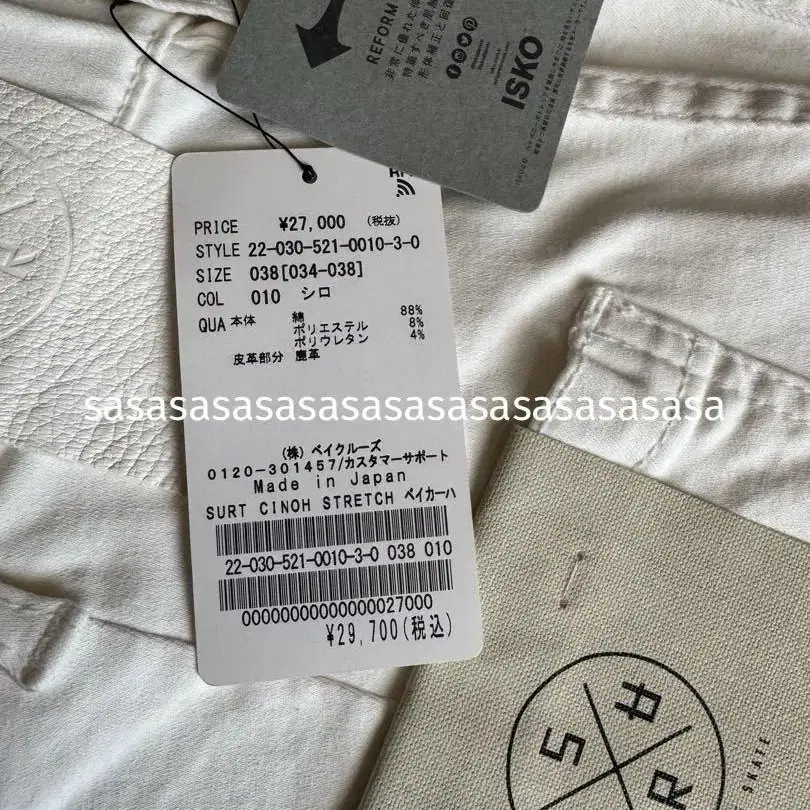 REFORM
ISKO
PRICE ¥27,000 (税抜)
STYLE 22-030-521-0010-3-0
SIZE 038[034-038]
COL 010 シロ
QUA 本体 綿 88%
ポリエステル 8%
ポリウレタン 4%
皮革部分 鹿革
sasasasasasasasasasasasasasasasa
(株) ベイクルーズ
0120-301457/カスタマーサポート
Made in Japan
SURT CINOH STRETCH ベイカーハ
22-030-521-0010-3-0 038 010
00000000000000027000
¥29,700(税込)
S
R
SKATE